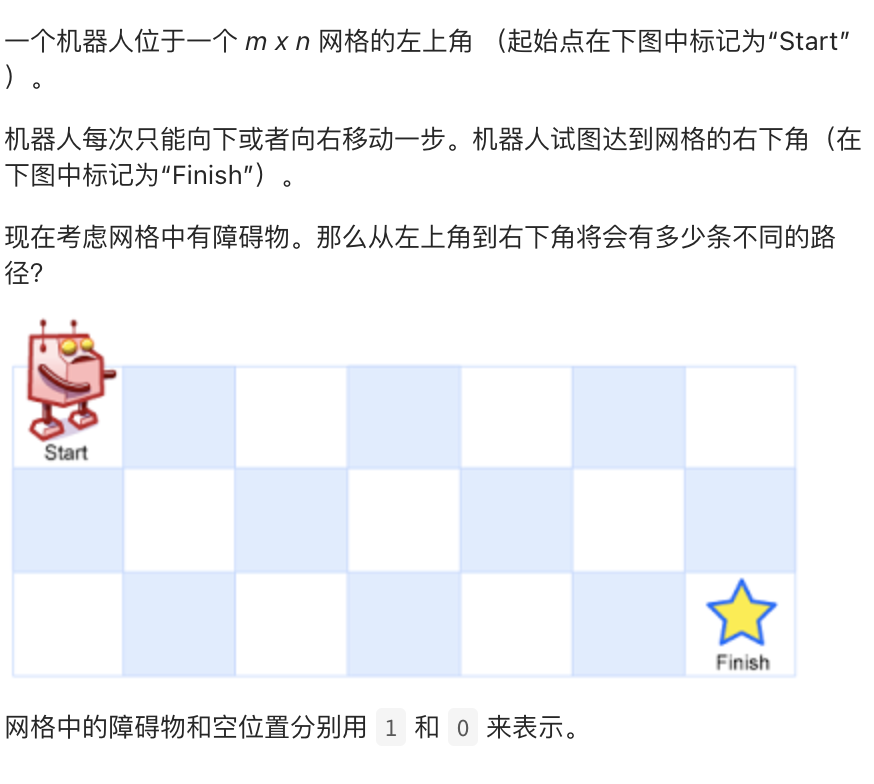 一个机器人位于一个 m x n 网格的左上角 （起始点在下图中标记为“Start”
）。
机器人每次只能向下或者向右移动一步。机器人试图达到网格的右下角（在
下图中标记为“Finish”）。
现在考虑网格中有障碍物。那么从左上角到右下角将会有多少条不同的路
径?
Start
Finish
网格中的障碍物和空位置分别用 1 和 0 来表示。